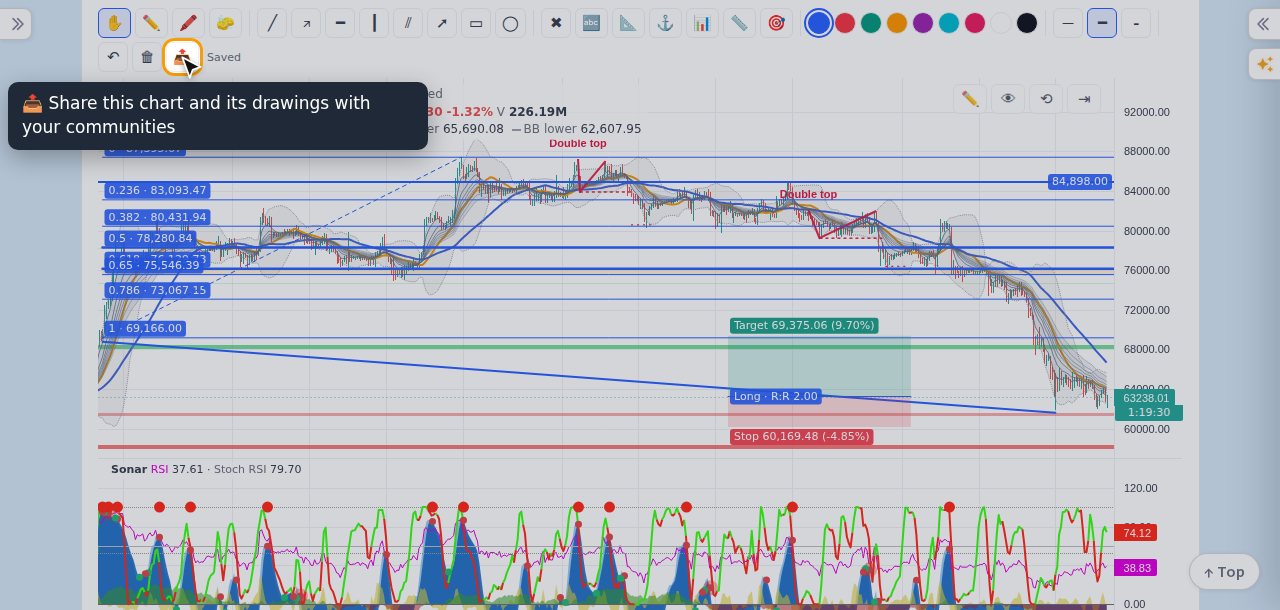 Saved
📤 Share this chart and its drawings with
your communities
-1.32% V 226.19M
65,690.08 — BB lower 62,607.95
Double top
Double top
0.236 · 83,093.47
0.382 · 80,431.94
0.5 · 78,280.84
0.65 · 75,546.39
0.786 · 73,067.15
1 · 69,166.00
84,898.00
Target 69,375.06 (9.70%)
Long · R:R 2.00
Stop 60,169.48 (-4.85%)
92000.00
88000.00
84000.00
80000.00
76000.00
72000.00
68000.00
64000.00
63238.01
1:19:30
60000.00
Sonar RSI 37.61 · Stoch RSI 79.70
120.00
74.12
38.83
0.00
↑ Top